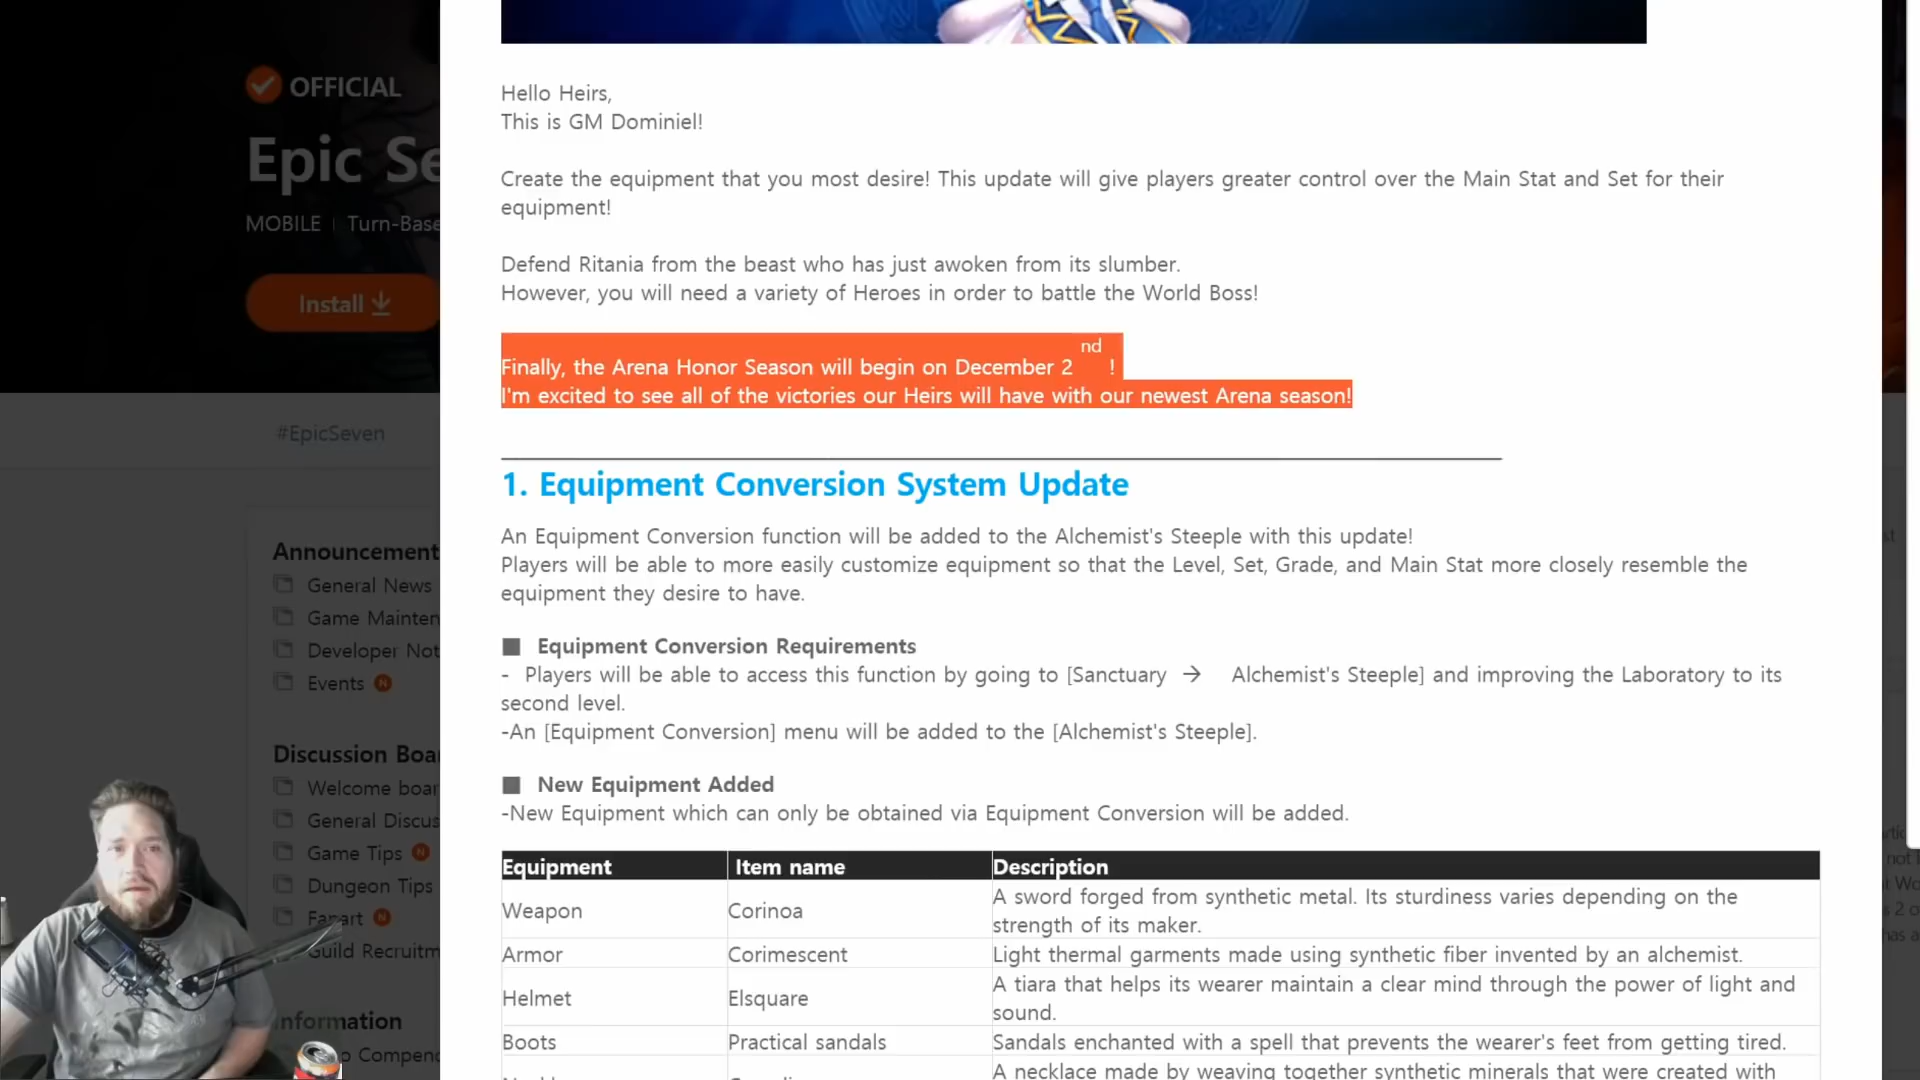 OFFICIAL
Epic Se
MOBILE | Turn-Base
Install
#EpicSeven
Announcement
General News
Game Mainten
Developer Not
Events N
Discussion Boa
Welcome boar
General Discus
Game Tips N
Dungeon Tips
Fanart N
Guild Recruitm
nformation
p Compen
Hello Heirs,
This is GM Dominiel!
Create the equipment that you most desire! This update will give players greater control over the Main Stat and Set for their
equipment!
Defend Ritania from the beast who has just awoken from its slumber.
However, you will need a variety of Heroes in order to battle the World Boss!
Finally, the Arena Honor Season will begin on December 2nd !
I'm excited to see all of the victories our Heirs will have with our newest Arena season!
1. Equipment Conversion System Update
An Equipment Conversion function will be added to the Alchemist's Steeple with this update!
Players will be able to more easily customize equipment so that the Level, Set, Grade, and Main Stat more closely resemble the
equipment they desire to have.
■ Equipment Conversion Requirements
- Players will be able to access this function by going to [Sanctuary → Alchemist's Steeple] and improving the Laboratory to its
second level.
-An [Equipment Conversion] menu will be added to the [Alchemist's Steeple].
■ New Equipment Added
-New Equipment which can only be obtained via Equipment Conversion will be added.
Equipment Item name Description
Weapon Corinoa A sword forged from synthetic metal. Its sturdiness varies depending on the
strength of its maker.
Armor Corimescent Light thermal garments made using synthetic fiber invented by an alchemist.
Helmet Elsquare A tiara that helps its wearer maintain a clear mind through the power of light and
sound.
Boots Practical sandals Sandals enchanted with a spell that prevents the wearer's feet from getting tired.
A necklace made by weaving together synthetic minerals that were created with